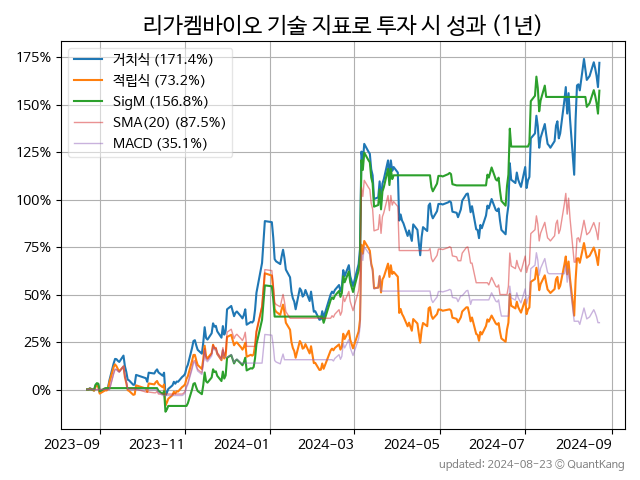 리가켐바이오 기술 지표로 투자 시 성과 (1년)
175%
150%
125%
100%
75%
50%
25%
0%
거치식 (171.4%)
적립식 (73.2%)
SigM (156.8%)
SMA(20) (87.5%)
MACD (35.1%)
2023-09 2023-11 2024-01 2024-03 2024-05 2024-07 2024-09
updated: 2024-08-23 © QuantKang